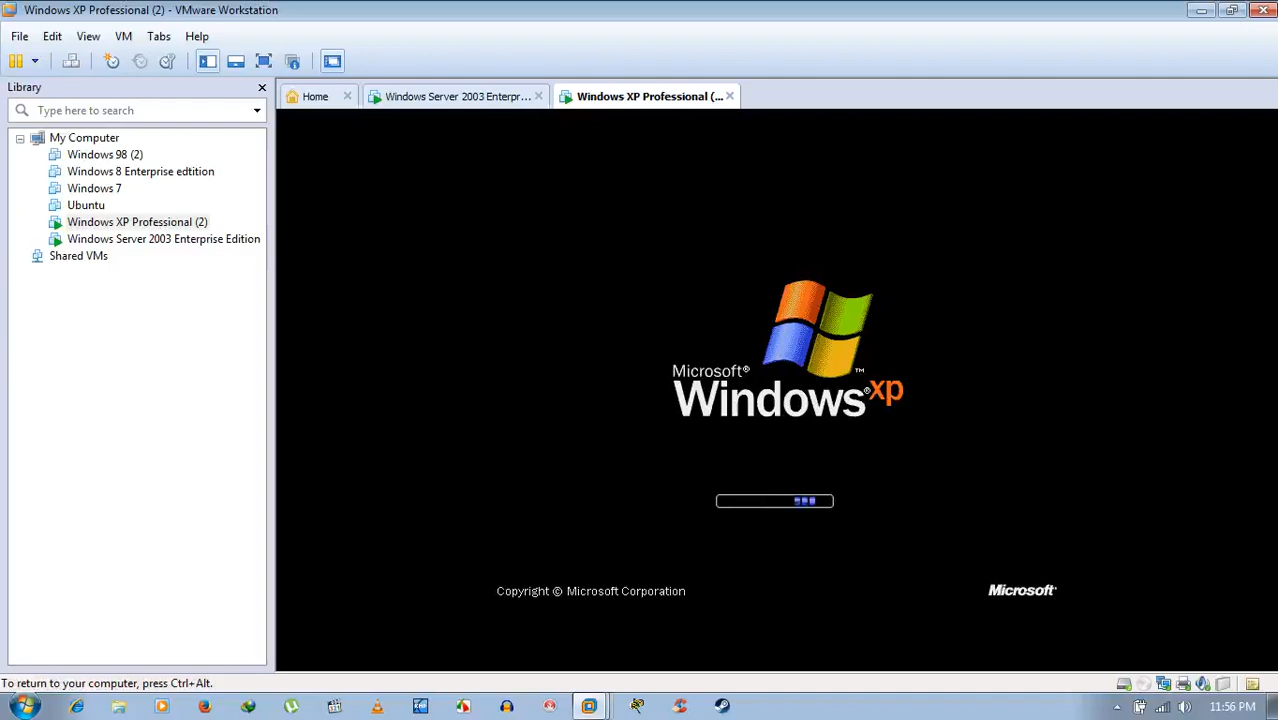 Windows XP Professional (2) - VMware Workstation
File Edit View VM Tabs Help
Library
Type here to search
Home
Windows Server 2003 Enterpr...
Windows XP Professional (...
My Computer
Windows 98 (2)
Windows 8 Enterprise edtition
Windows 7
Ubuntu
Windows XP Professional (2)
Windows Server 2003 Enterprise Edition
Shared VMs
Microsoft®
Windows® xp ™
Copyright © Microsoft Corporation
Microsoft®
To return to your computer, press Ctrl+Alt.
11:56 PM